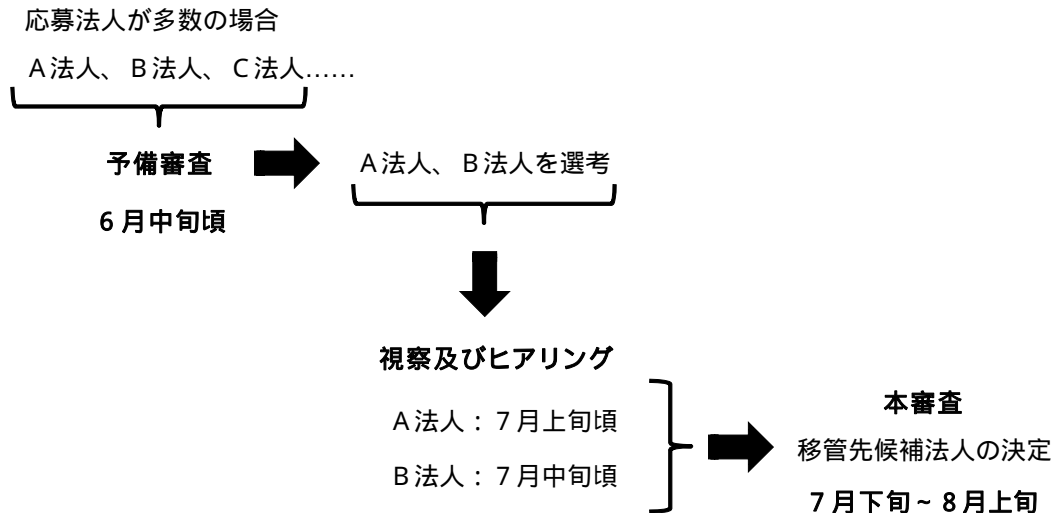 応募法人が多数の場合
A法人、B法人、C法人……
予備審査
6月中旬頃
A法人、B法人を選考
視察及びヒアリング
A法人：7月上旬頃
B法人：7月中旬頃
本審査
移管先候補法人の決定
7月下旬~8月上旬